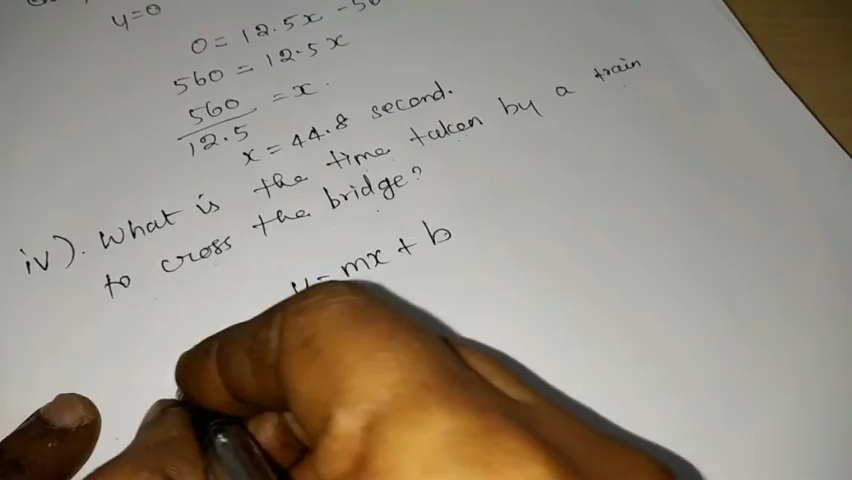 y=0
0 = 12.5x - 56
560 = 12.5x
560
12.5
= x
x = 44.8 second.
iv). What is the time taken by a train
to cross the bridge?
y = mx + b